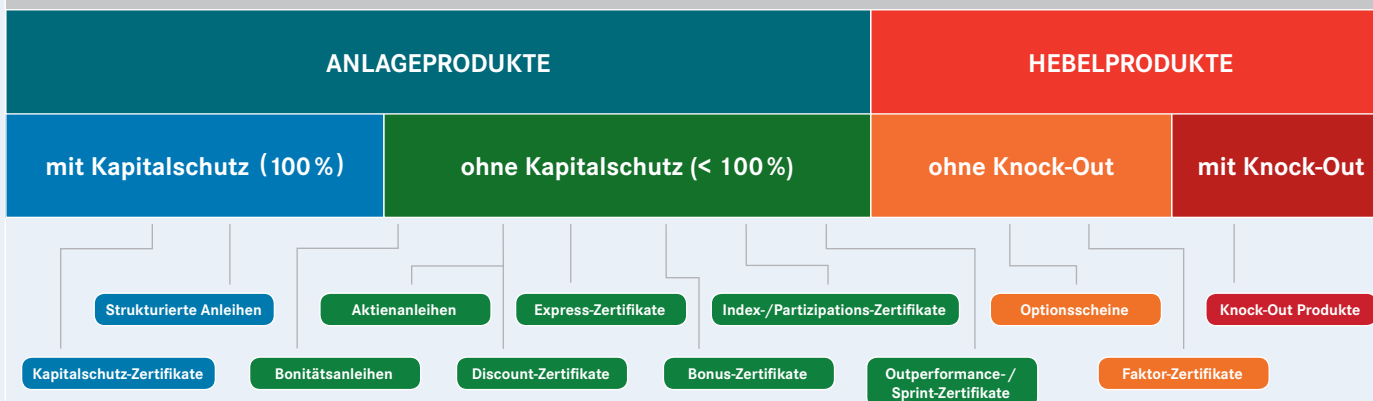 ANLAGEPRODUKTE
HEBELPRODUKTE
mit Kapitalschutz (100 %)
ohne Kapitalschutz (< 100 %)
ohne Knock-Out
mit Knock-Out
Strukturierte Anleihen
Aktienanleihen
Express-Zertifikate
Index-/Partizipations-Zertifikate
Optionsscheine
Knock-Out Produkte
Kapitalschutz-Zertifikate
Bonitätsanleihen
Discount-Zertifikate
Bonus-Zertifikate
Outperformance-/
Sprint-Zertifikate
Faktor-Zertifikate